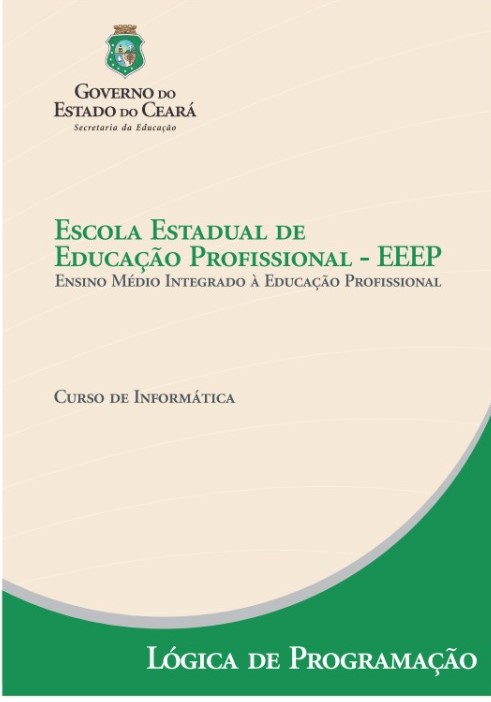 Governo do
Estado do Ceará
Secretaria da Educação
Escola Estadual de
Educação Profissional - EEEP
Ensino Médio Integrado à Educação Profissional
Curso de Informática
Lógica de Programação